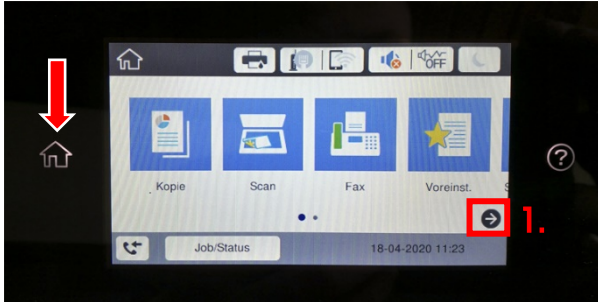 OFF
Kopie
Scan
Fax
Voreinst.
S
1.
Job/Status
18-04-2020 11:23
?